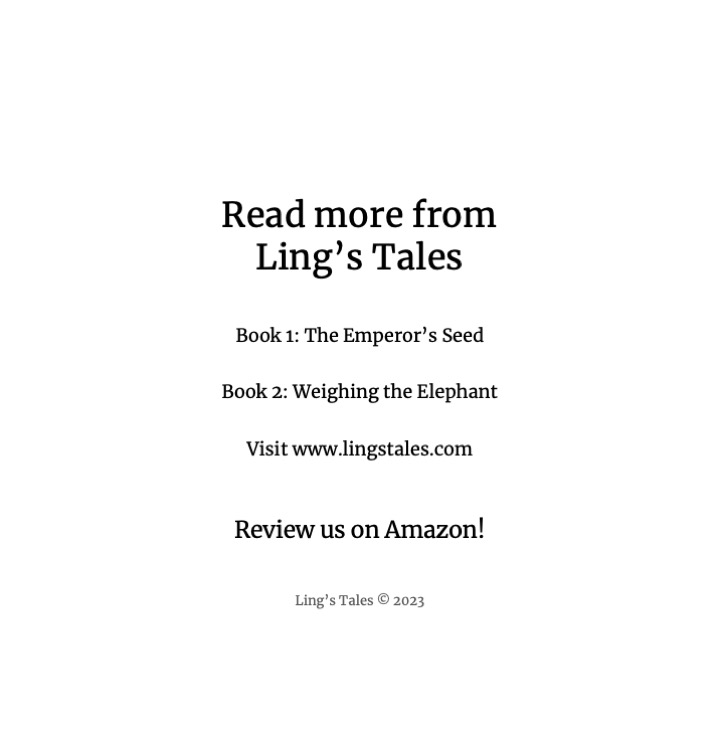 Read more from
Ling’s Tales
Book 1: The Emperor’s Seed
Book 2: Weighing the Elephant
Visit www.lingstales.com
Review us on Amazon!
Ling’s Tales © 2023